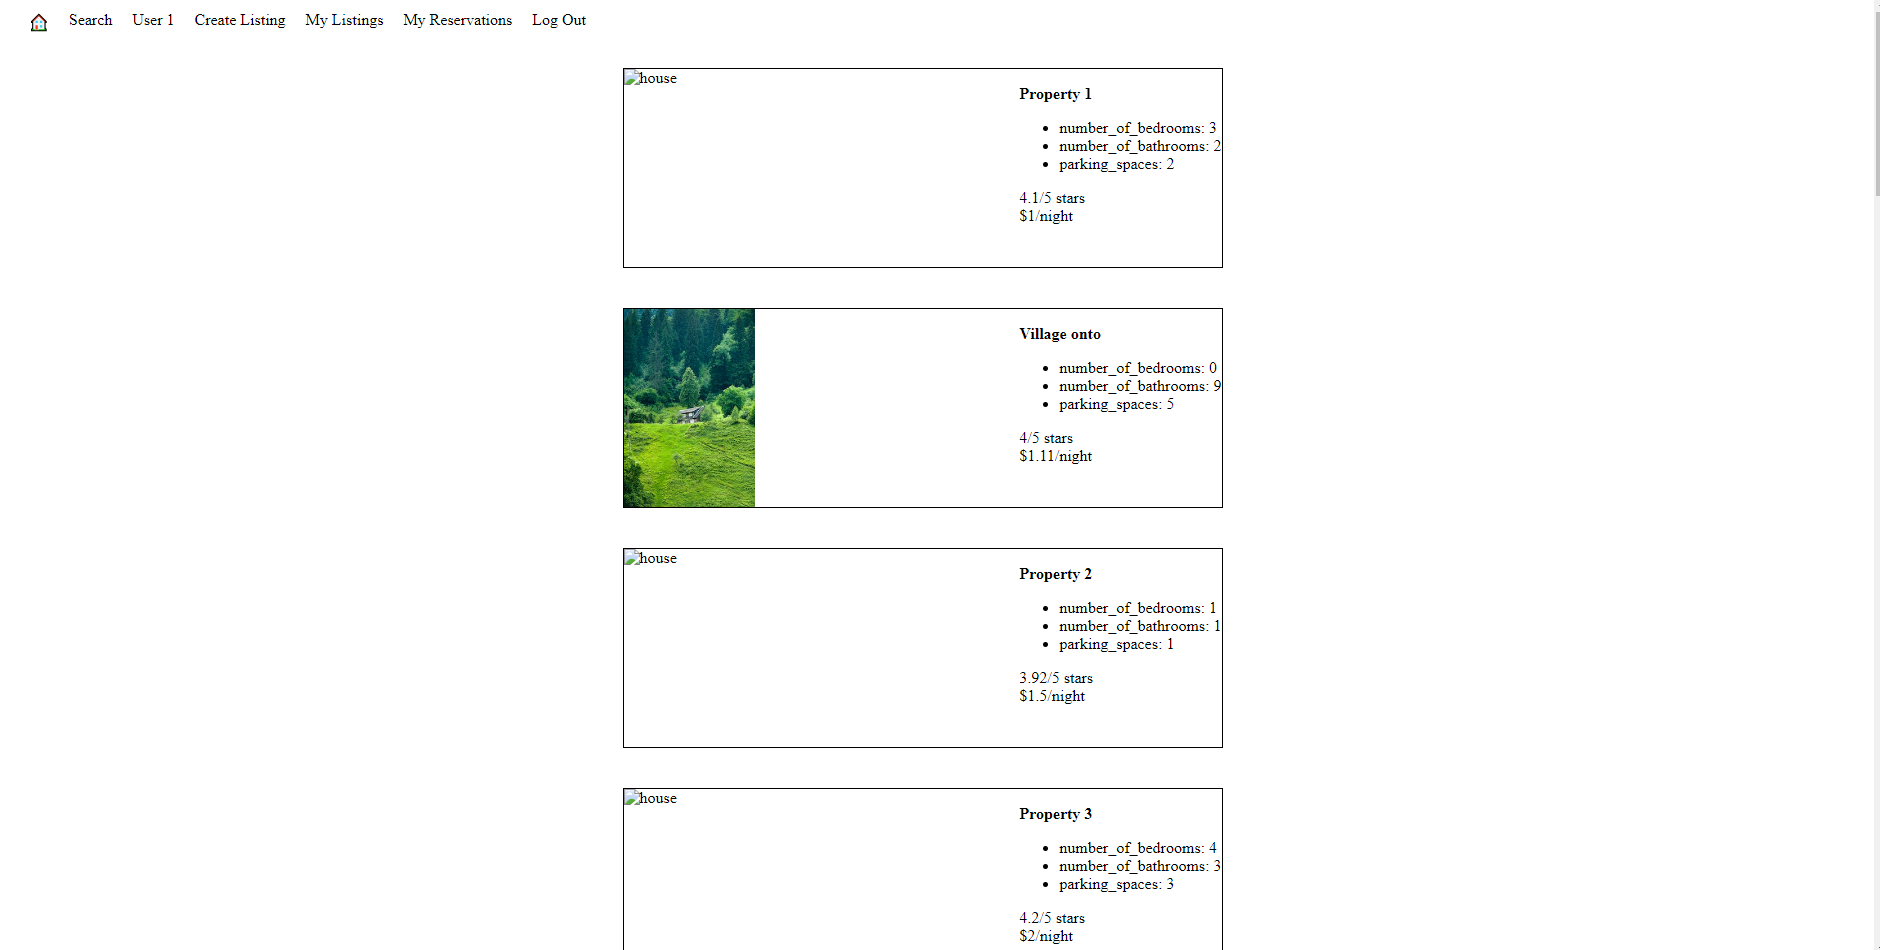 Search User 1 Create Listing My Listings My Reservations Log Out
house
Property 1
number_of_bedrooms: 3
number_of_bathrooms: 2
parking_spaces: 2
4.1/5 stars
$1/night
Village onto
number_of_bedrooms: 0
number_of_bathrooms: 9
parking_spaces: 5
4/5 stars
$1.11/night
house
Property 2
number_of_bedrooms: 1
number_of_bathrooms: 1
parking_spaces: 1
3.92/5 stars
$1.5/night
house
Property 3
number_of_bedrooms: 4
number_of_bathrooms: 3
parking_spaces: 3
4.2/5 stars
$2/night